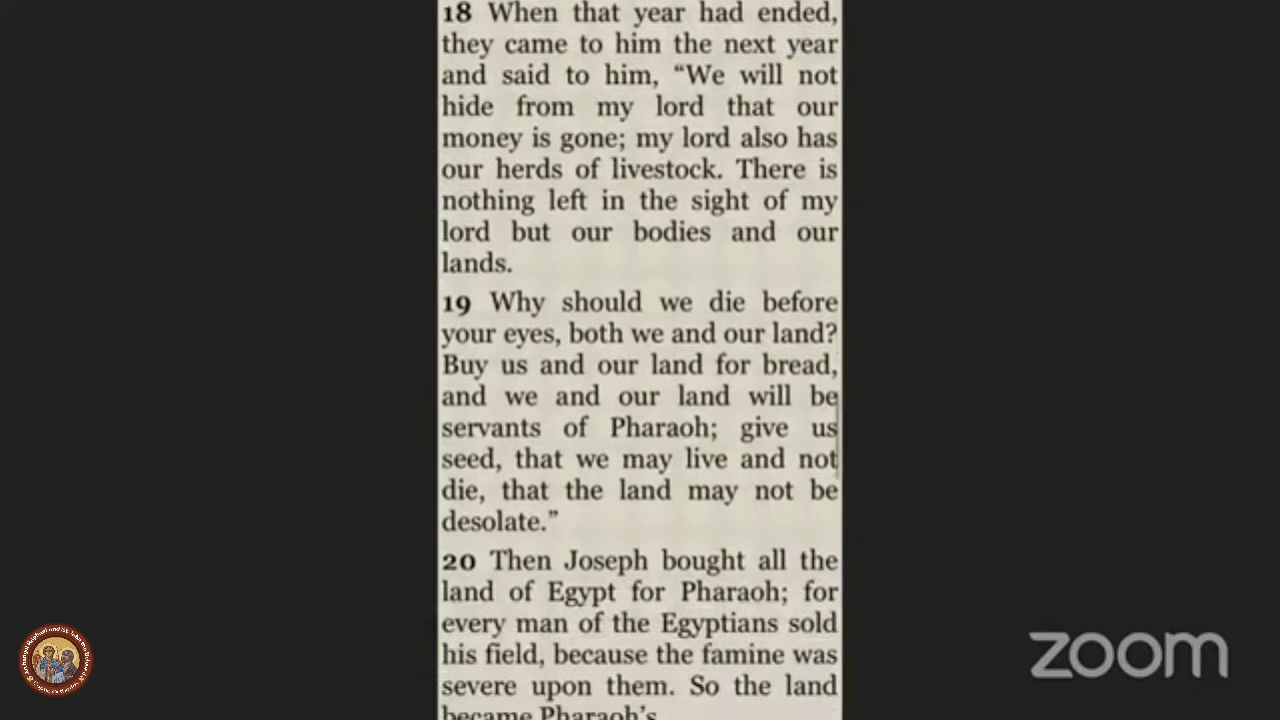 18 When that year had ended,
they came to him the next year
and said to him, “We will not
hide from my lord that our
money is gone; my lord also has
our herds of livestock. There is
nothing left in the sight of my
lord but our bodies and our
lands.
19 Why should we die before
your eyes, both we and our land?
Buy us and our land for bread,
and we and our land will be
servants of Pharaoh; give us
seed, that we may live and not
die, that the land may not be
desolate.”
20 Then Joseph bought all the
land of Egypt for Pharaoh; for
every man of the Egyptians sold
his field, because the famine was
severe upon them. So the land
became Pharaoh’s
zoom